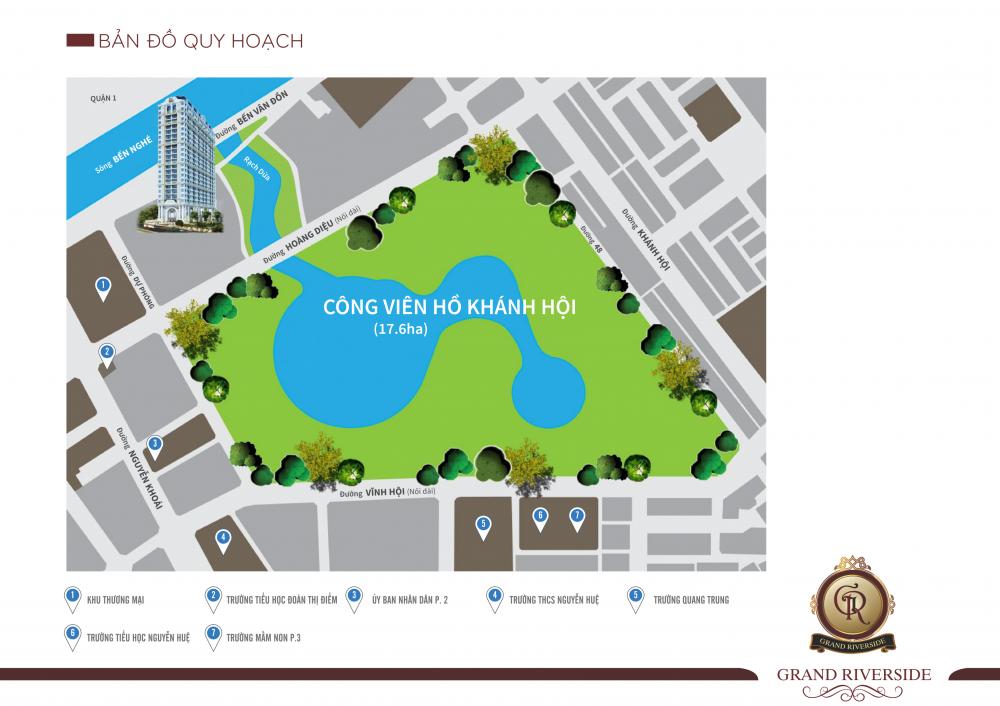 BẢN ĐỒ QUY HOẠCH
QUẬN 1
Sông BẾN NGHÉ
Đường BẾN VÂN ĐỒN
Rạch Dừa
Đường HOÀNG DIỆU (Nối dài)
Đường KHÁNH HỘI
Đường 48
Đường DỰ PHÓNG
1
CÔNG VIÊN HỒ KHÁNH HỘI
(17.6ha)
2
Đường NGUYỄN KHOÁI
3
Đường VĨNH HỘI (Nối dài)
4
5
6
7
1 KHU THƯƠNG MẠI
2 TRƯỜNG TIỂU HỌC ĐOÀN THỊ ĐIỂM
3 ỦY BAN NHÂN DÂN P. 2
4 TRƯỜNG THCS NGUYỄN HUỆ
5 TRƯỜNG QUANG TRUNG
6 TRƯỜNG TIỂU HỌC NGUYỄN HUỆ
7 TRƯỜNG MẦM NON P.3
GR
GRAND RIVERSIDE
GRAND RIVERSIDE